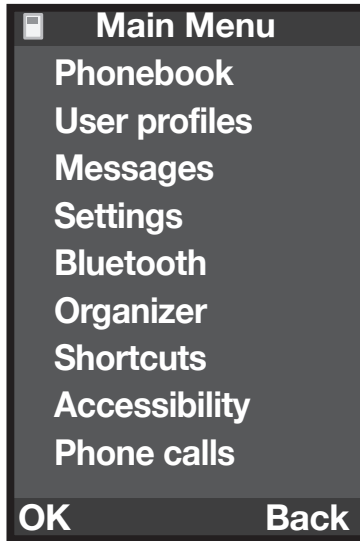 Main Menu
Phonebook
User profiles
Messages
Settings
Bluetooth
Organizer
Shortcuts
Accessibility
Phone calls
OK Back